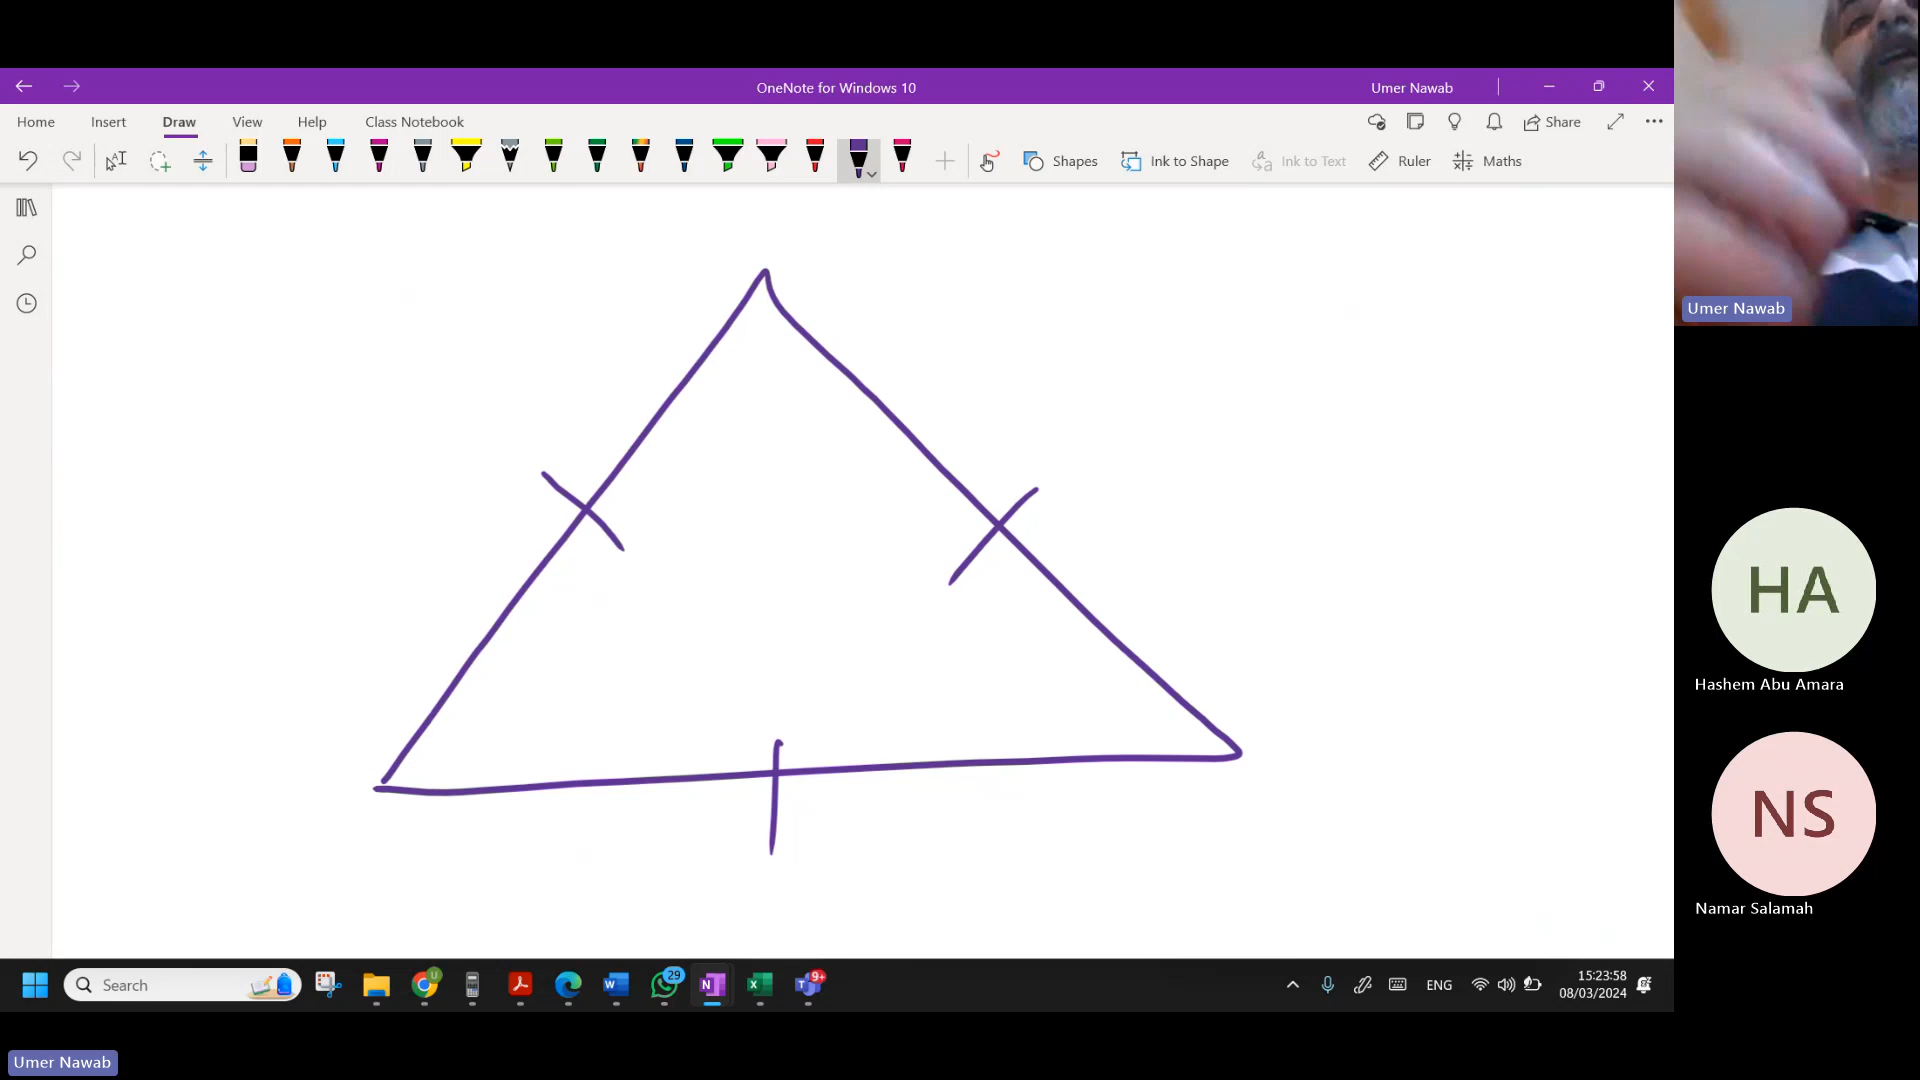 OneNote for Windows 10
Umer Nawab
Home Insert Draw View Help Class Notebook
Share
Shapes Ink to Shape Ink to Text Ruler Maths
Umer Nawab
HA
Hashem Abu Amara
NS
Namar Salamah
Search
U
29
9+
ENG
15:23:58
08/03/2024
Umer Nawab